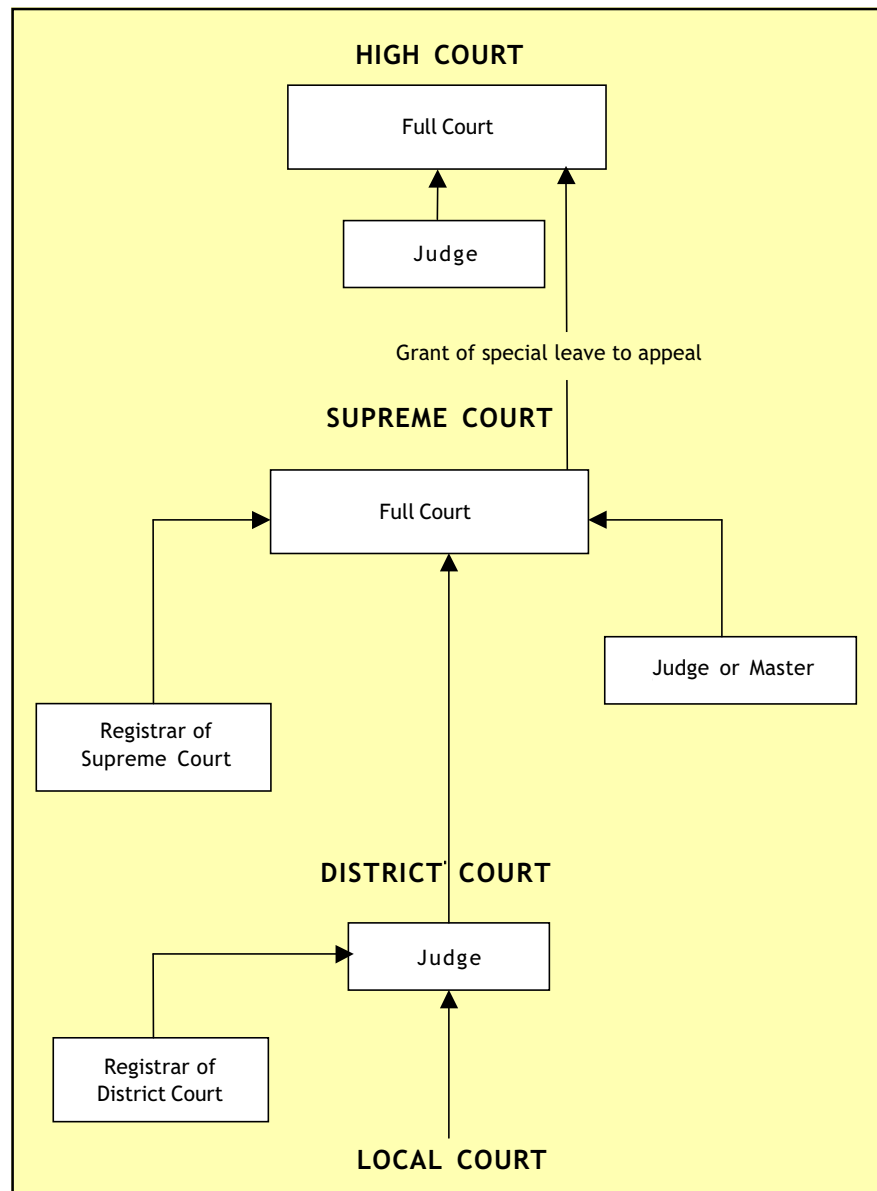 HIGH COURT
Full Court
Judge
Grant of special leave to appeal
SUPREME COURT
Full Court
Judge or Master
Registrar of
Supreme Court
DISTRICT COURT
Judge
Registrar of
District Court
LOCAL COURT